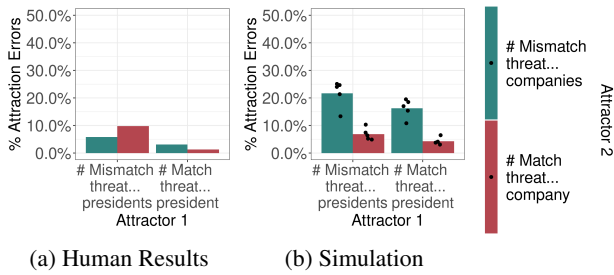 % Attraction Errors
50.0%
40.0%
30.0%
20.0%
10.0%
0.0%
# Mismatch
threat...
presidents
# Match
threat...
president
Attractor 1
(a) Human Results
% Attraction Errors
50.0%
40.0%
30.0%
20.0%
10.0%
0.0%
# Mismatch
threat...
presidents
# Match
threat...
president
Attractor 1
(b) Simulation
# Mismatch
threat...
companies
# Match
threat...
company
Attractor 2